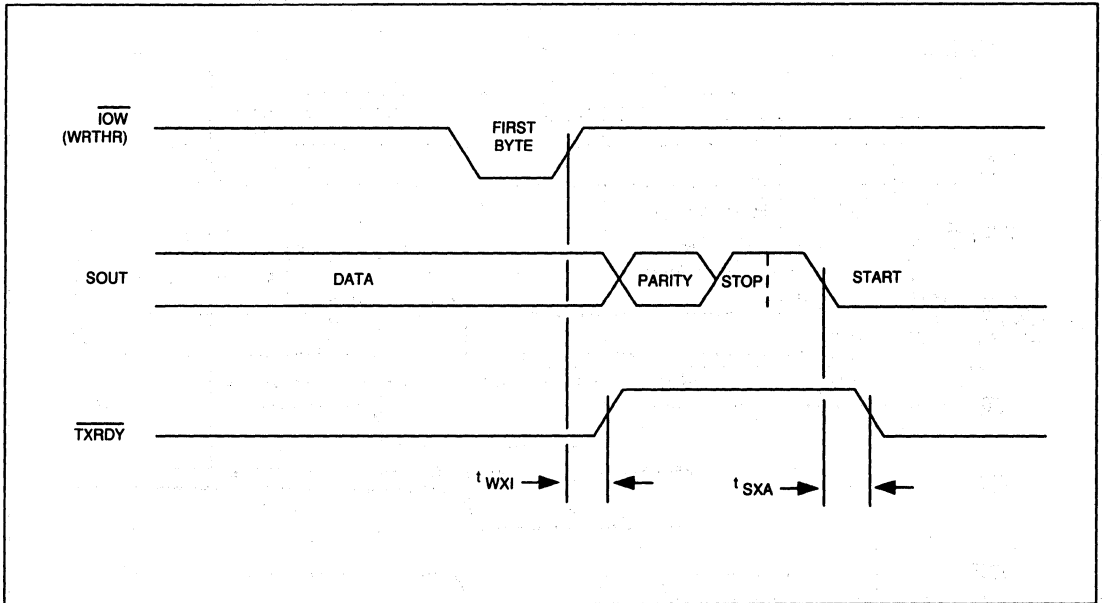 IOW
(WRTHR)
FIRST
BYTE
SOUT
DATA
PARITY
STOP
START
TXRDY
t WXI
t SXA